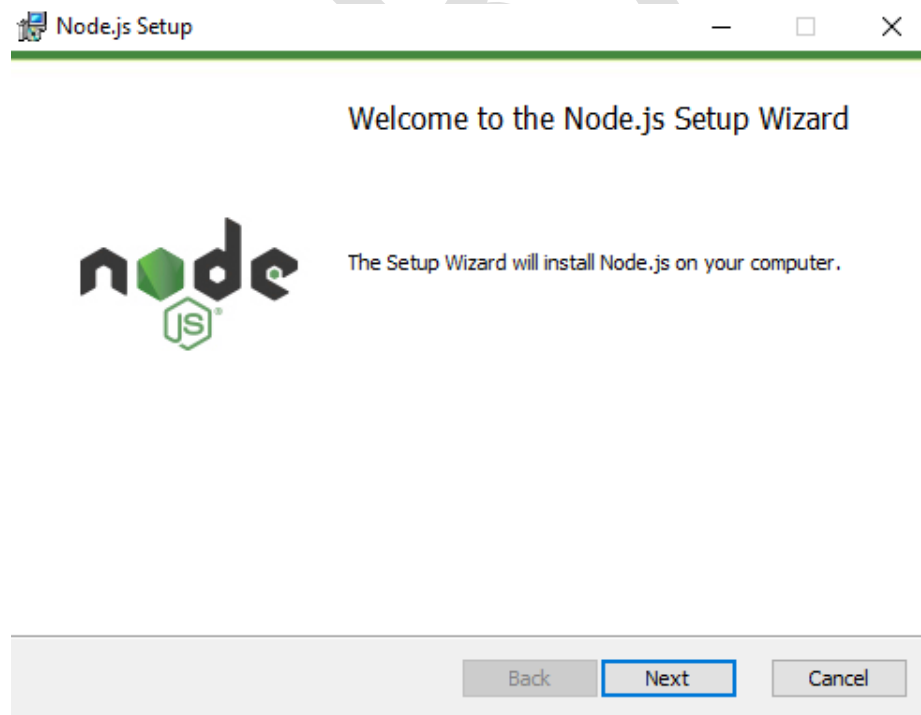 Node.js Setup
Welcome to the Node.js Setup Wizard
The Setup Wizard will install Node.js on your computer.
node
JS®
Back
Next
Cancel